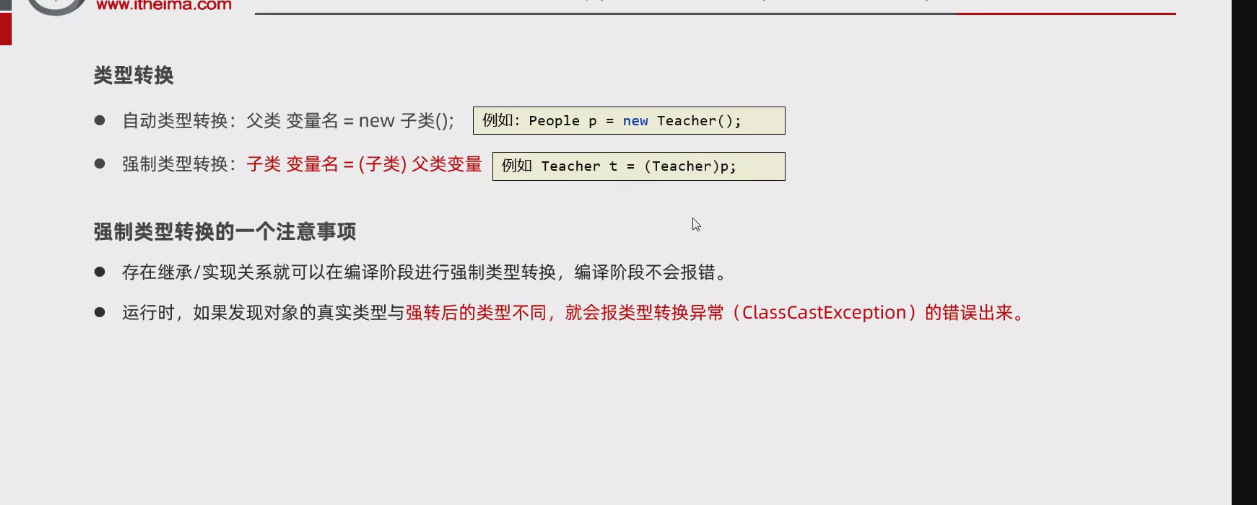 www.itheima.com
类型转换
● 自动类型转换：父类 变量名 = new 子类(); 例如：People p = new Teacher();
● 强制类型转换：子类 变量名 = (子类) 父类变量 例如 Teacher t = (Teacher)p;
强制类型转换的一个注意事项
● 存在继承/实现关系就可以在编译阶段进行强制类型转换，编译阶段不会报错。
● 运行时，如果发现对象的真实类型与强转后的类型不同，就会报类型转换异常（ClassCastException）的错误出来。